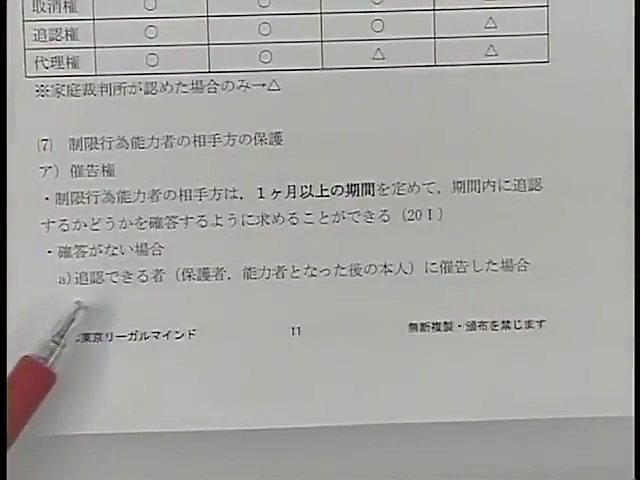 取消権 ○ ○ ○ △
追認権 ○ ○ ○ △
代理権 ○ ○ △ △
※家庭裁判所が認めた場合のみ→△
(7) 制限行為能力者の相手方の保護
ア）催告権
・制限行為能力者の相手方は，１ヶ月以上の期間を定めて，期間内に追認
するかどうかを確答するように求めることができる（20Ⅰ）
・確答がない場合
a)追認できる者（保護者，能力者となった後の本人）に催告した場合
東京リーガルマインド 11 無断複製・頒布を禁じます